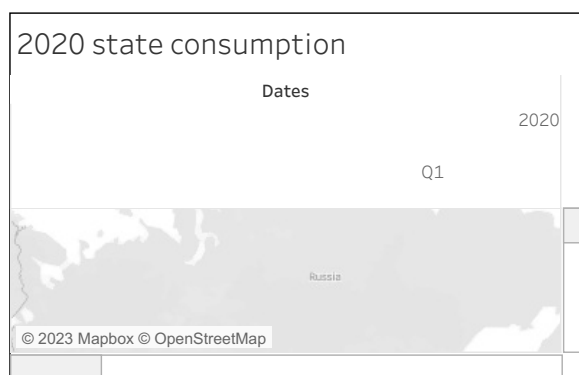 2020 state consumption
Dates
2020
Q1
Russia
© 2023 Mapbox © OpenStreetMap